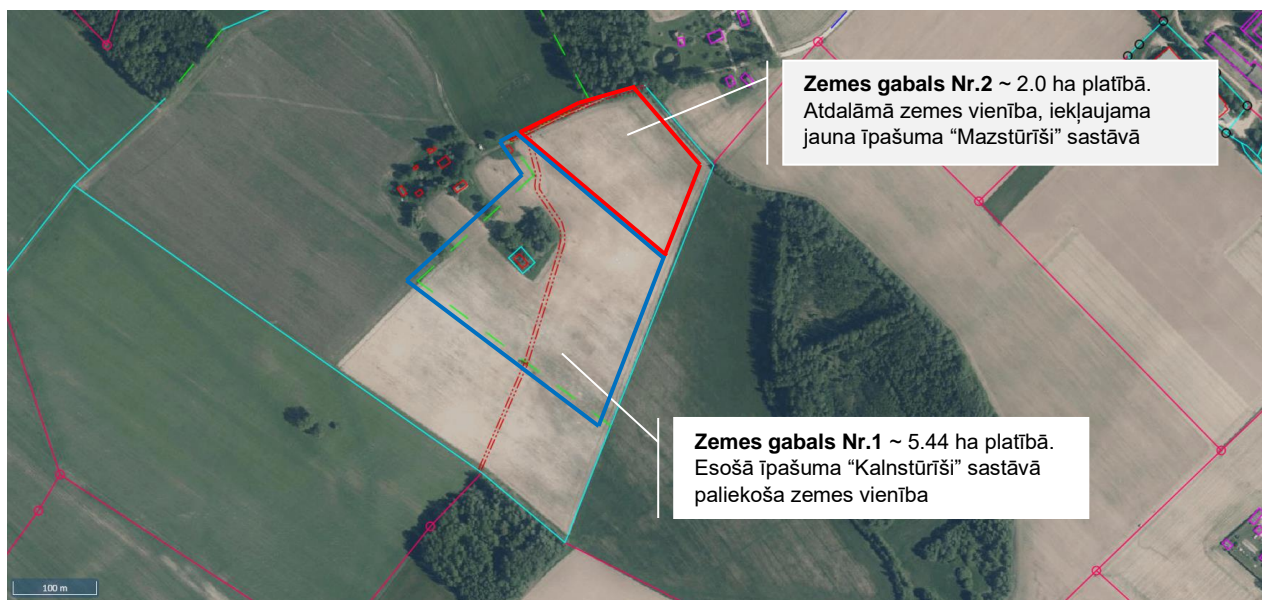 Zemes gabals Nr.2 ~ 2.0 ha platībā.
Atdalāmā zemes vienība, iekļaujama
jauna īpašuma “Mazstūrīši” sastāvā
Zemes gabals Nr.1 ~ 5.44 ha platībā.
Esošā īpašuma “Kalnstūrīši” sastāvā
paliekoša zemes vienība
100 m